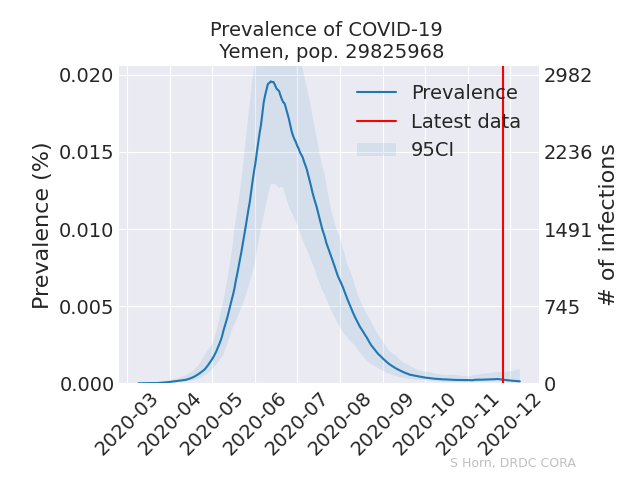 Prevalence of COVID-19
Yemen, pop. 29825968
Prevalence (%)
0.020
0.015
0.010
0.005
0.000
Prevalence
Latest data
95CI
2982
2236
1491
745
0
# of infections
2020-03
2020-04
2020-05
2020-06
2020-07
2020-08
2020-09
2020-10
2020-11
2020-12
S Horn, DRDC CORA